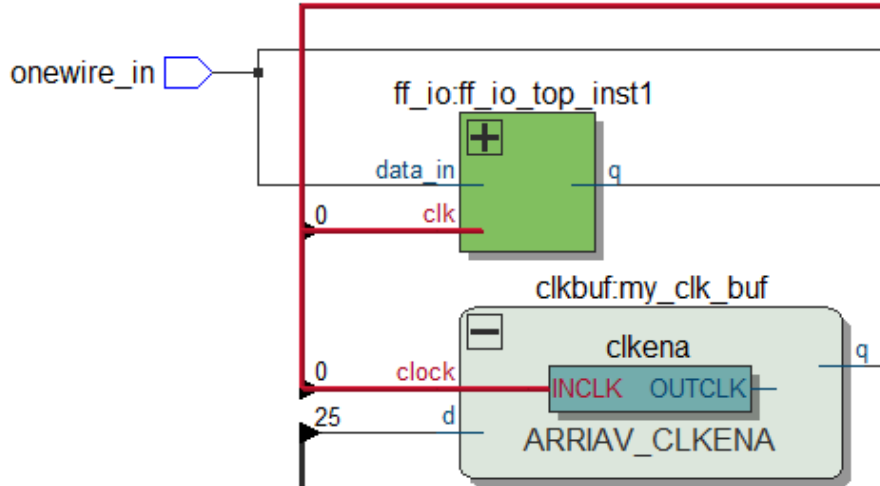 onewire_in
ff_io:ff_io_top_inst1
+
data_in
q
0
clk
clkbuf:my_clk_buf
−
clkena
q
0
clock
INCLK OUTCLK
25
d
ARRIAV_CLKENA